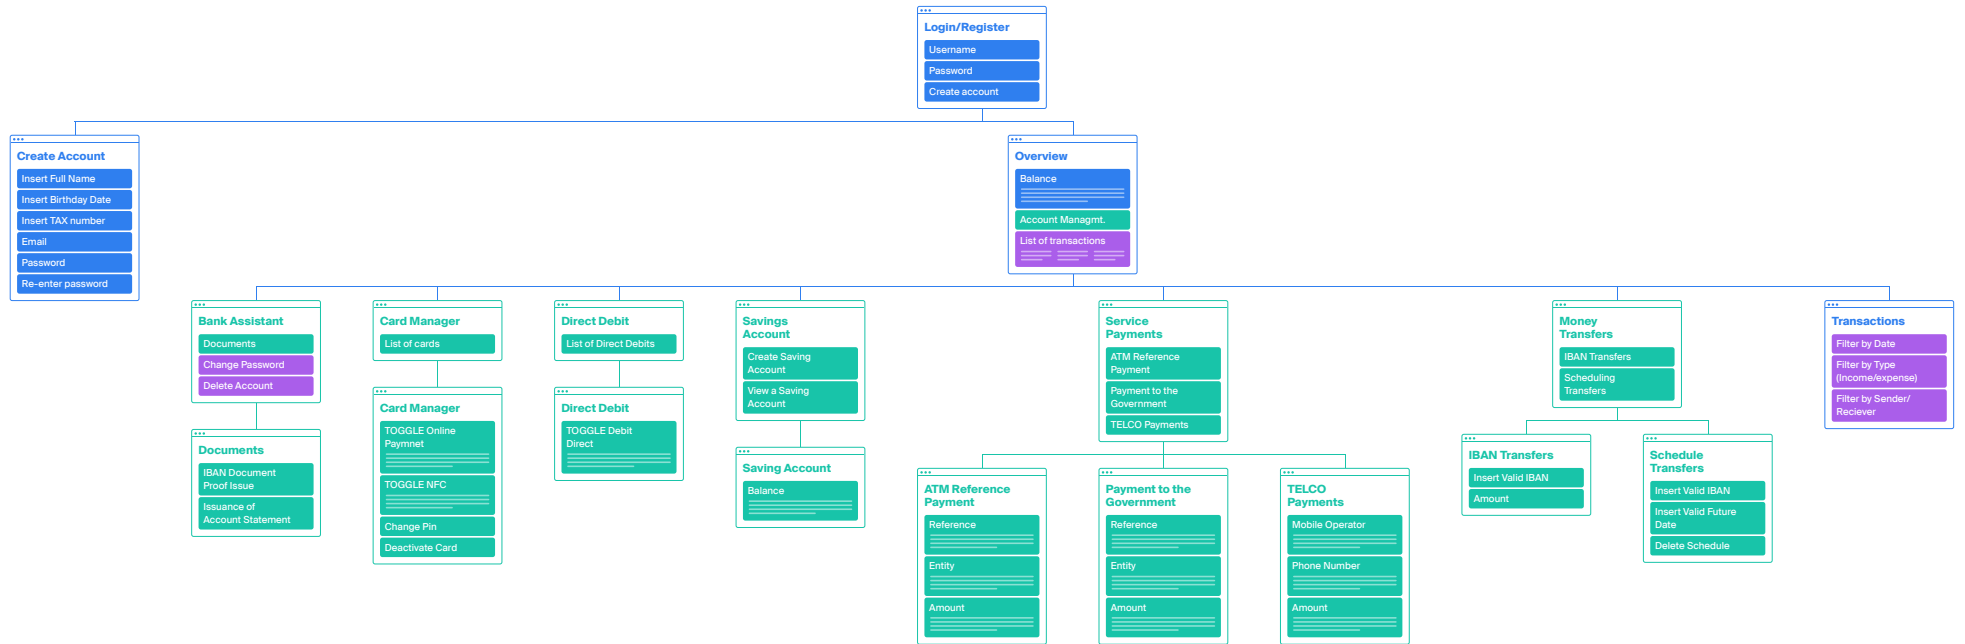 Login/Register
Username
Password
Create account
Create Account
Insert Full Name
Insert Birthday Date
Insert TAX number
Email
Password
Re-enter password
Overview
Balance
Account Managmt.
List of transactions
Bank Assistant
Documents
Change Password
Delete Account
Documents
IBAN Document
Proof Issue
Issuance of
Account Statement
Card Manager
List of cards
Card Manager
TOGGLE Online
Paymnet
TOGGLE NFC
Change Pin
Deactivate Card
Direct Debit
List of Direct Debits
Direct Debit
TOGGLE Debit
Direct
Savings
Account
Create Saving
Account
View a Saving
Account
Saving Account
Balance
Service
Payments
ATM Reference
Payment
Payment to the
Government
TELCO Payments
ATM Reference
Payment
Reference
Entity
Amount
Payment to the
Government
Reference
Entity
Amount
TELCO
Payments
Mobile Operator
Phone Number
Amount
Money
Transfers
IBAN Transfers
Scheduling
Transfers
IBAN Transfers
Insert Valid IBAN
Amount
Schedule
Transfers
Insert Valid IBAN
Insert Valid Future
Date
Delete Schedule
Transactions
Filter by Date
Filter by Type
(Income/expense)
Filter by Sender/
Reciever